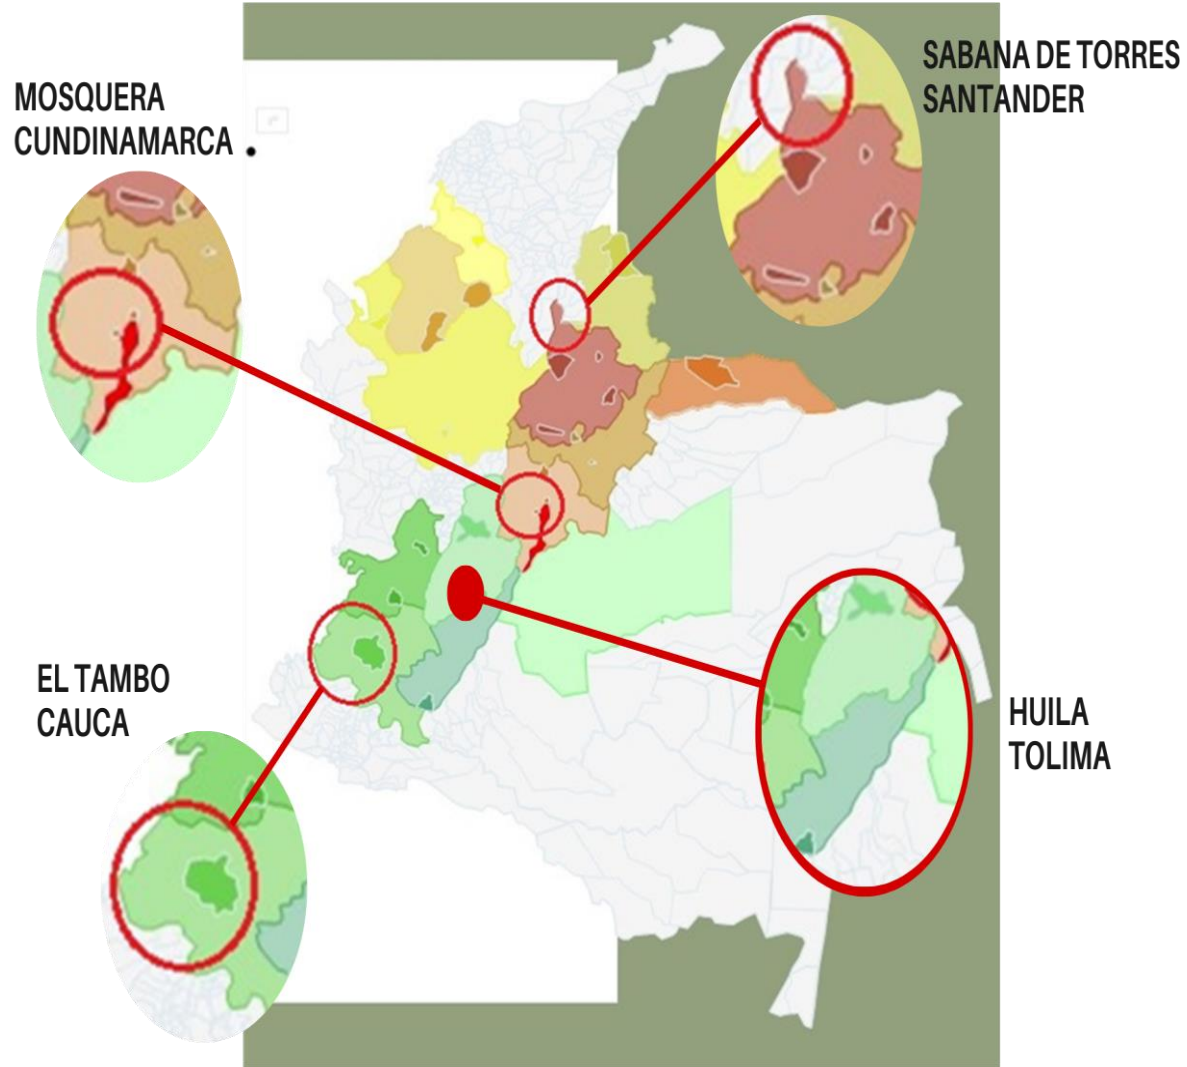 SABANA DE TORRES
SANTANDER
MOSQUERA
CUNDINAMARCA
EL TAMBO
CAUCA
HUILA
TOLIMA